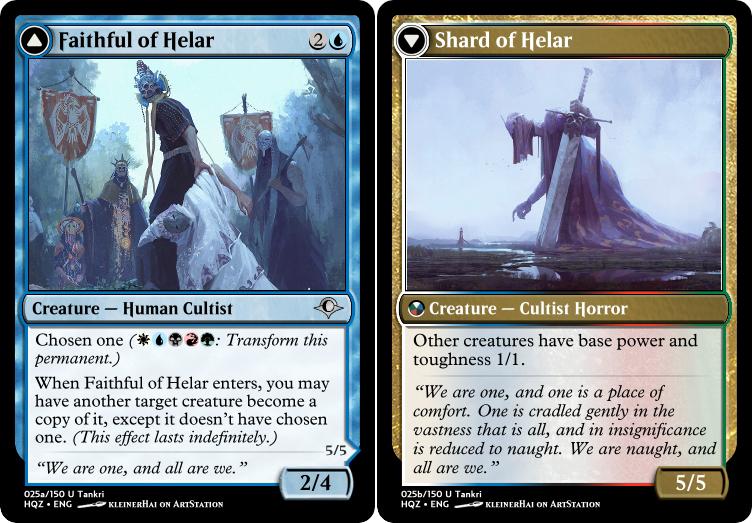 Faithful of Helar 2
Creature — Human Cultist
Chosen one (: Transform this
permanent.)
When Faithful of Helar enters, you may
have another target creature become a
copy of it, except it doesn't have chosen
one. (This effect lasts indefinitely.)
5/5
“We are one, and all are we.”
2/4
025a/150 U Tankri
HQZ • ENG KLEINERHAI ON ARTSTATION
Shard of Helar
Creature — Cultist Horror
Other creatures have base power and
toughness 1/1.
“We are one, and one is a place of
comfort. One is cradled gently in the
vastness that is all, and in insignificance
is reduced to naught. We are naught, and
all are we.”
5/5
025b/150 U Tankri
HQZ • ENG KLEINERHAI ON ARTSTATION